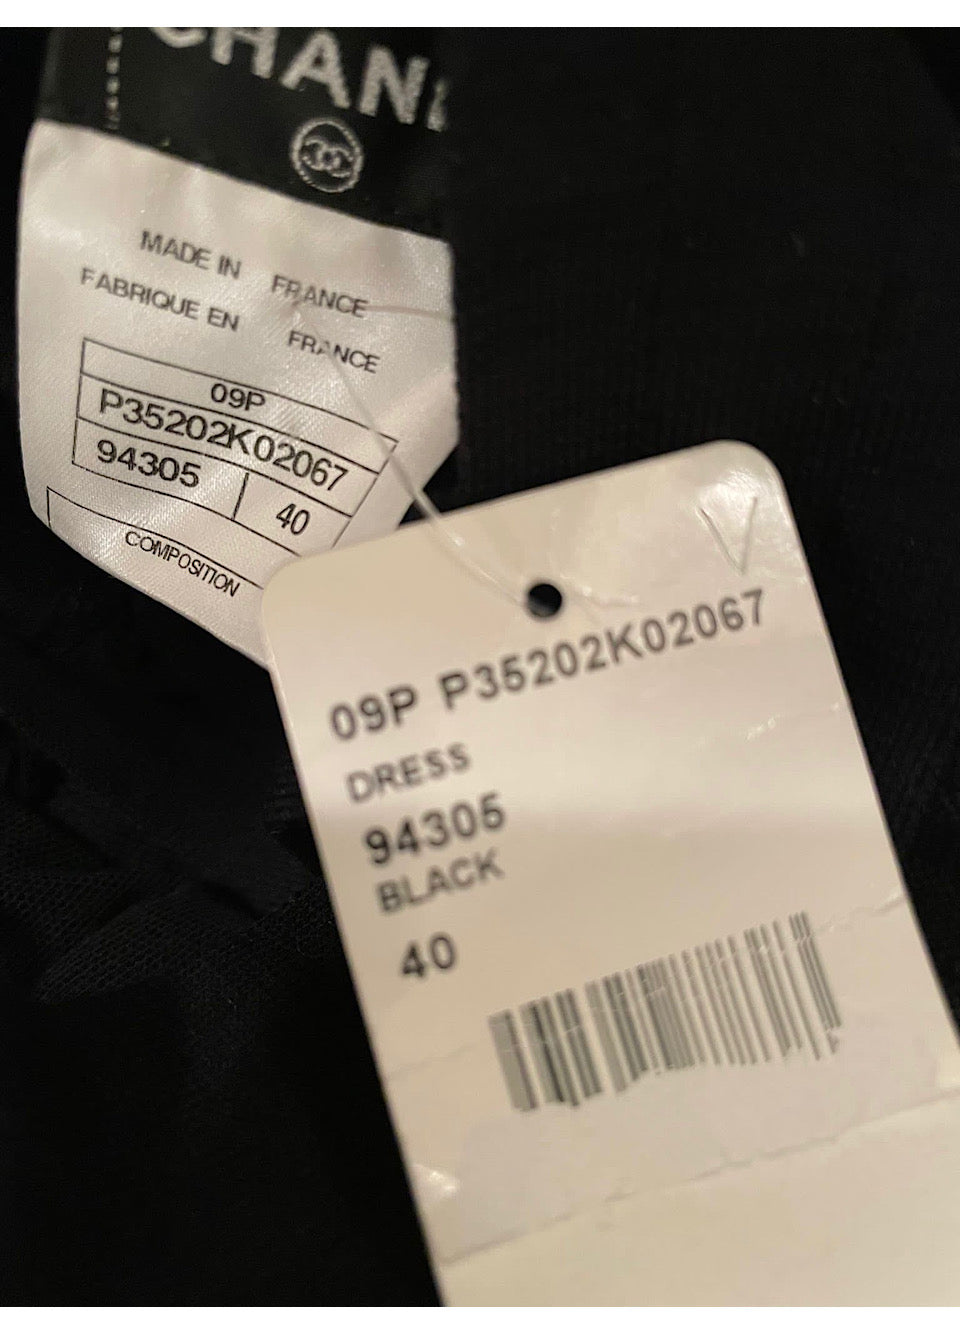 CHAN
MADE IN FRANCE
FABRIQUE EN FRANCE
09P
P35202K02067
94305 40
COMPOSITION
09P P35202K02067
DRESS
94305
BLACK
40